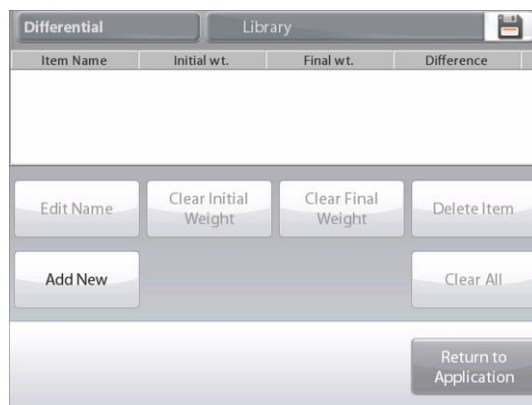 Differential Library
Item Name Initial wt. Final wt. Difference
Edit Name Clear Initial Weight Clear Final Weight Delete Item
Add New Clear All
Return to Application